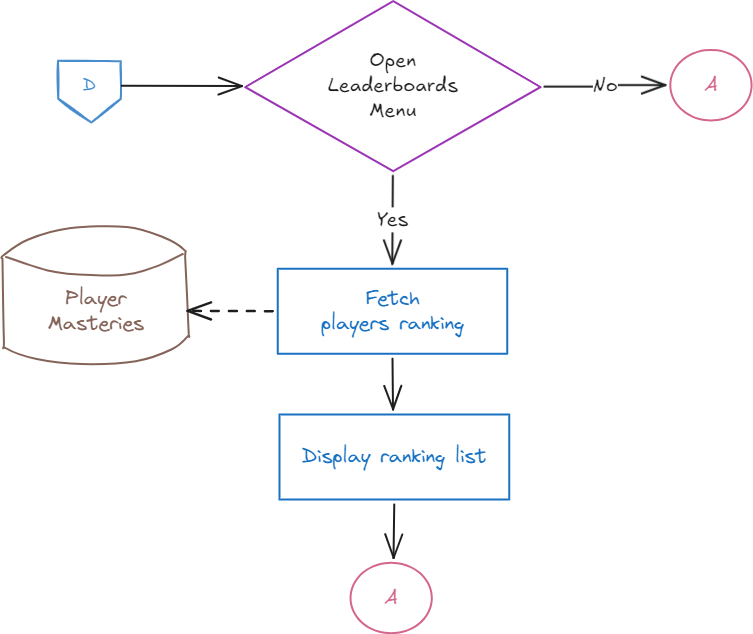 D
Open
Leaderboards
Menu
No
A
Yes
Player
Masteries
Fetch
players ranking
Display ranking list
A